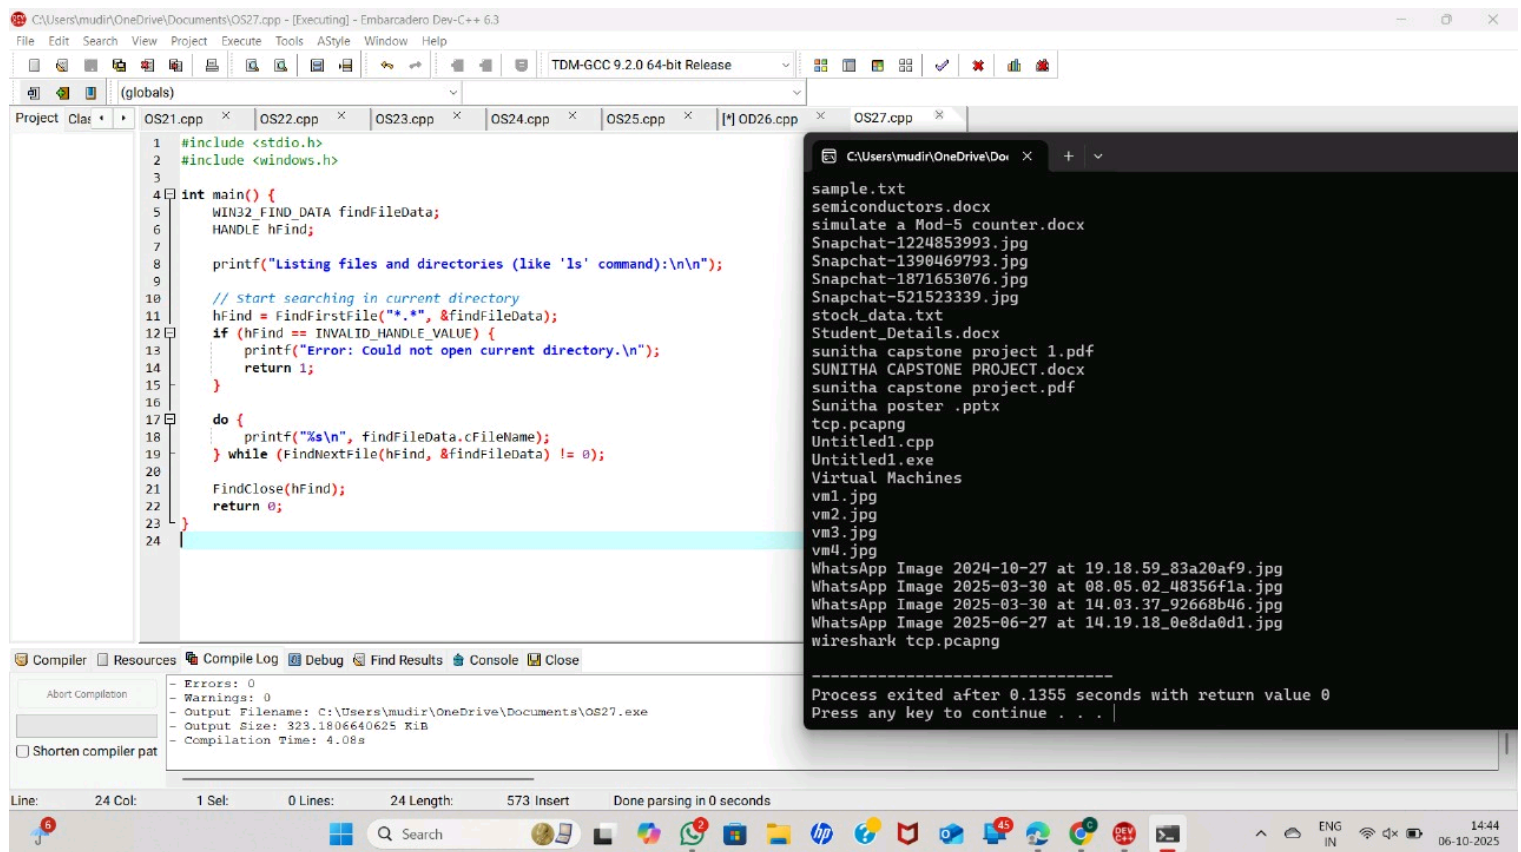 C:\Users\mudir\OneDrive\Documents\OS27.cpp - [Executing] - Embarcadero Dev-C++ 6.3
File Edit Search View Project Execute Tools AStyle Window Help
TDM-GCC 9.2.0 64-bit Release
(globals)
Project Clas
OS21.cpp OS22.cpp OS23.cpp OS24.cpp OS25.cpp [*] OD26.cpp OS27.cpp
1 #include <stdio.h>
2 #include <windows.h>
3
4 int main() {
5 WIN32_FIND_DATA findFileData;
6 HANDLE hFind;
7
8 printf("Listing files and directories (like 'ls' command):\n\n");
9
10 // Start searching in current directory
11 hFind = FindFirstFile("*.*", &findFileData);
12 if (hFind == INVALID_HANDLE_VALUE) {
13 printf("Error: Could not open current directory.\n");
14 return 1;
15 }
16
17 do {
18 printf("%s\n", findFileData.cFileName);
19 } while (FindNextFile(hFind, &findFileData) != 0);
20
21 FindClose(hFind);
22 return 0;
23 }
24
C:\Users\mudir\OneDrive\Doc
sample.txt
semiconductors.docx
simulate a Mod-5 counter.docx
Snapchat-1224853993.jpg
Snapchat-1390469793.jpg
Snapchat-1871653076.jpg
Snapchat-521523339.jpg
stock_data.txt
Student_Details.docx
sunitha capstone project 1.pdf
SUNITHA CAPSTONE PROJECT.docx
sunitha capstone project.pdf
Sunitha poster .pptx
tcp.pcapng
Untitled1.cpp
Untitled1.exe
Virtual Machines
vm1.jpg
vm2.jpg
vm3.jpg
vm4.jpg
WhatsApp Image 2024-10-27 at 19.18.59_83a20af9.jpg
WhatsApp Image 2025-03-30 at 08.05.02_48356f1a.jpg
WhatsApp Image 2025-03-30 at 14.03.37_92668b46.jpg
WhatsApp Image 2025-06-27 at 14.19.18_0e8da0d1.jpg
wireshark tcp.pcapng
--------------------------------
Process exited after 0.1355 seconds with return value 0
Press any key to continue . . .
Compiler Resources Compile Log Debug Find Results Console Close
Abort Compilation
Shorten compiler pat
- Errors: 0
- Warnings: 0
- Output Filename: C:\Users\mudir\OneDrive\Documents\OS27.exe
- Output Size: 323.1806640625 KiB
- Compilation Time: 4.08s
Line: 24 Col: 1 Sel: 0 Lines: 24 Length: 573 Insert Done parsing in 0 seconds
6
Search
2
hp
45
C
DEV C++
ENG
IN
14:44
06-10-2025